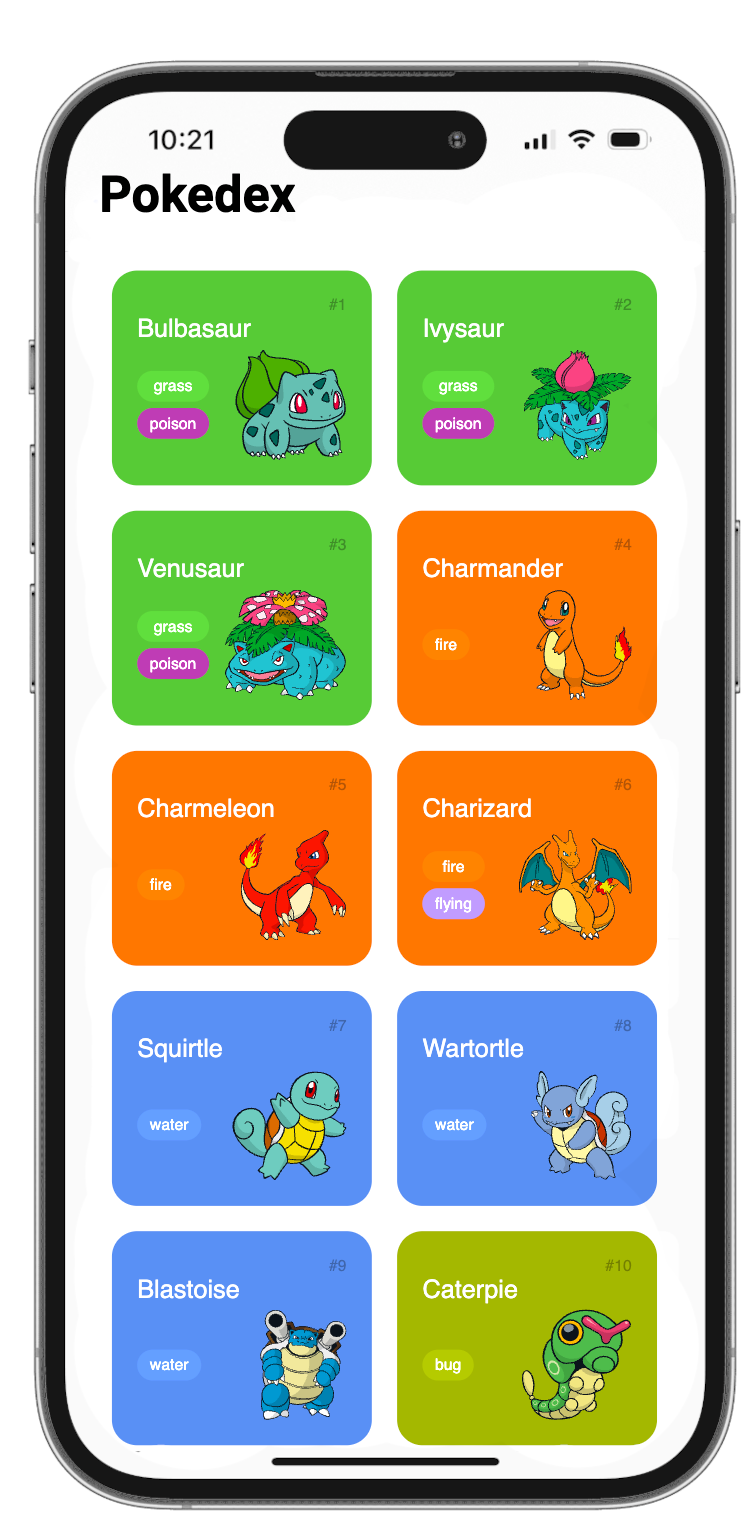 10:21
Pokedex
#1
Bulbasaur
grass
poison
#2
Ivysaur
grass
poison
#3
Venusaur
grass
poison
#4
Charmander
fire
#5
Charmeleon
fire
#6
Charizard
fire
flying
#7
Squirtle
water
#8
Wartortle
water
#9
Blastoise
water
#10
Caterpie
bug